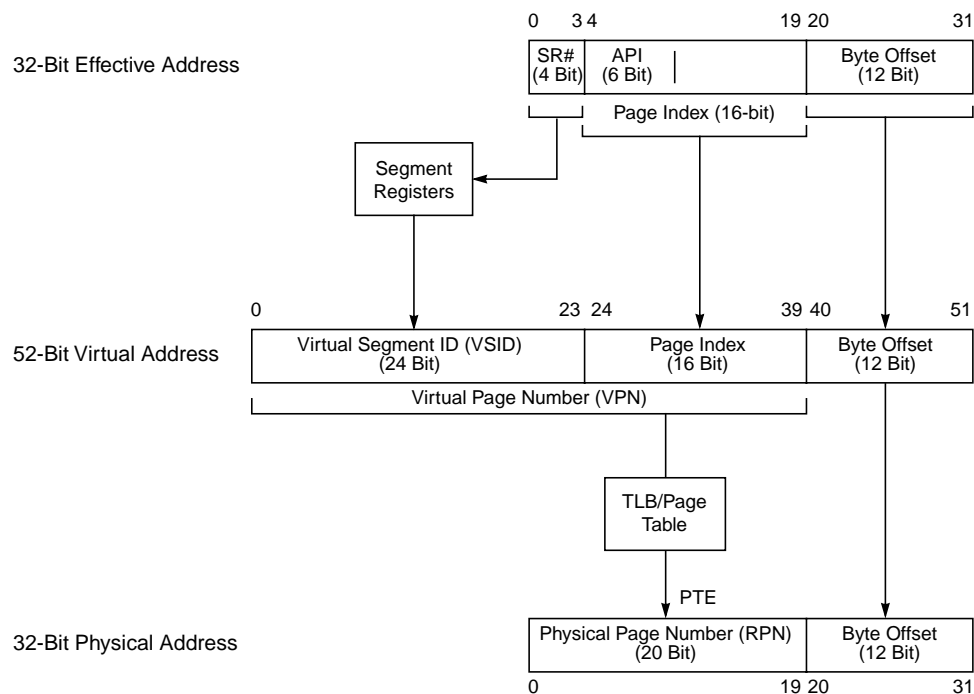 0 3 4 19 20 31
32-Bit Effective Address
SR#
(4 Bit)
API
(6 Bit)
Byte Offset
(12 Bit)
Page Index (16-bit)
Segment
Registers
0 23 24 39 40 51
52-Bit Virtual Address
Virtual Segment ID (VSID)
(24 Bit)
Page Index
(16 Bit)
Byte Offset
(12 Bit)
Virtual Page Number (VPN)
TLB/Page
Table
PTE
32-Bit Physical Address
Physical Page Number (RPN)
(20 Bit)
Byte Offset
(12 Bit)
0 19 20 31